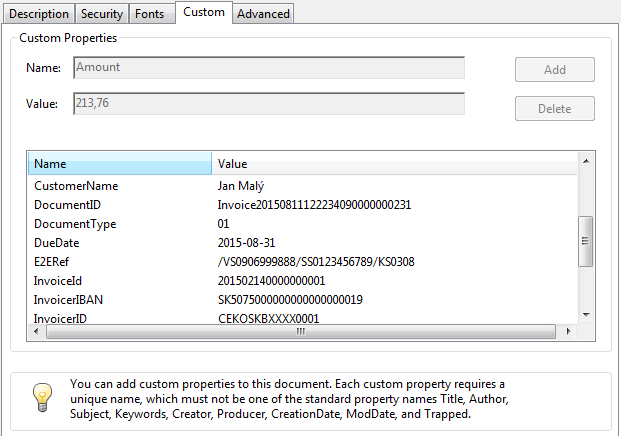 Description Security Fonts Custom Advanced
Custom Properties
Name: Amount Add
Value: 213,76 Delete
Name Value
CustomerName Jan Malý
DocumentID Invoice20150811122234090000000231
DocumentType 01
DueDate 2015-08-31
E2ERef /VS0906999888/SS0123456789/KS0308
InvoiceId 201502140000000001
InvoicerIBAN SK5075000000000000000019
InvoicerID CEKOSKBXXXX0001
You can add custom properties to this document. Each custom property requires a
unique name, which must not be one of the standard property names Title, Author,
Subject, Keywords, Creator, Producer, CreationDate, ModDate, and Trapped.